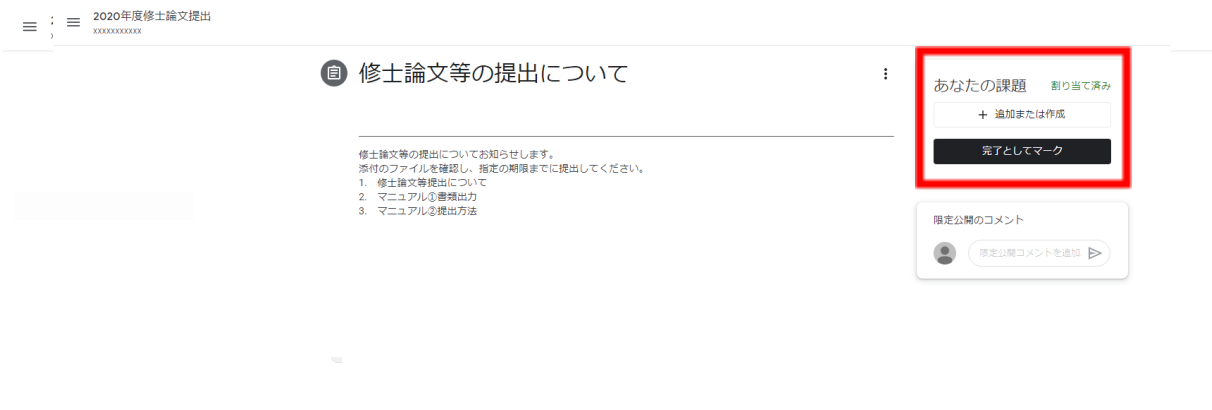 2020年度修士論文提出
xxxxxxxxxxx
修士論文等の提出について
修士論文等の提出についてお知らせします。
添付のファイルを確認し、指定の期限までに提出してください。
1. 修士論文等提出について
2. マニュアル①書類出力
3. マニュアル②提出方法
あなたの課題 割り当て済み
+ 追加または作成
完了としてマーク
限定公開のコメント
限定公開コメントを追加